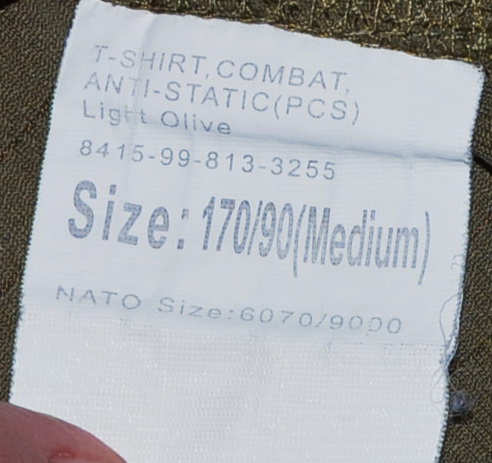 T-SHIRT, COMBAT,
ANTI-STATIC(PCS)
Light Olive
8415-99-813-3255
Size: 170/90(Medium)
NATO Size:6070/9000